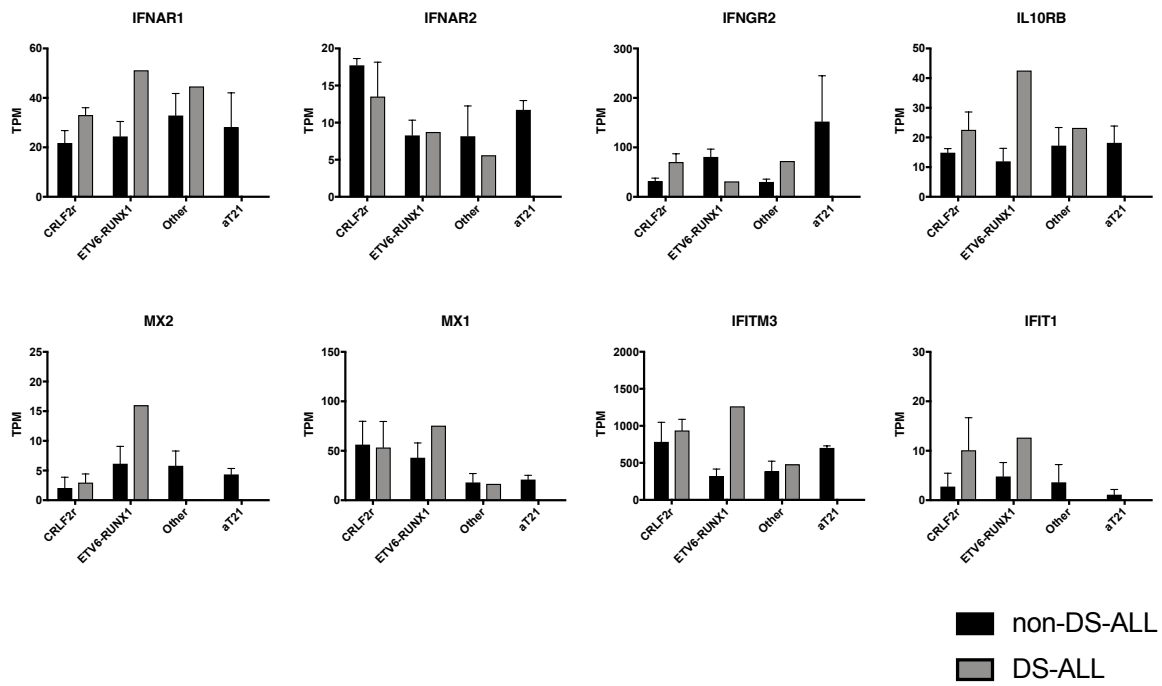 IFNAR1
TPM
60
40
20
0
CRLF2r
ETV6-RUNX1
Other
aT21
IFNAR2
TPM
20
15
10
5
0
CRLF2r
ETV6-RUNX1
Other
aT21
IFNGR2
TPM
300
200
100
0
CRLF2r
ETV6-RUNX1
Other
aT21
IL10RB
TPM
50
40
30
20
10
0
CRLF2r
ETV6-RUNX1
Other
aT21
MX2
TPM
25
20
15
10
5
0
CRLF2r
ETV6-RUNX1
Other
aT21
MX1
TPM
150
100
50
0
CRLF2r
ETV6-RUNX1
Other
aT21
IFITM3
TPM
2000
1500
1000
500
0
CRLF2r
ETV6-RUNX1
Other
aT21
IFIT1
TPM
30
20
10
0
CRLF2r
ETV6-RUNX1
Other
aT21
non-DS-ALL
DS-ALL